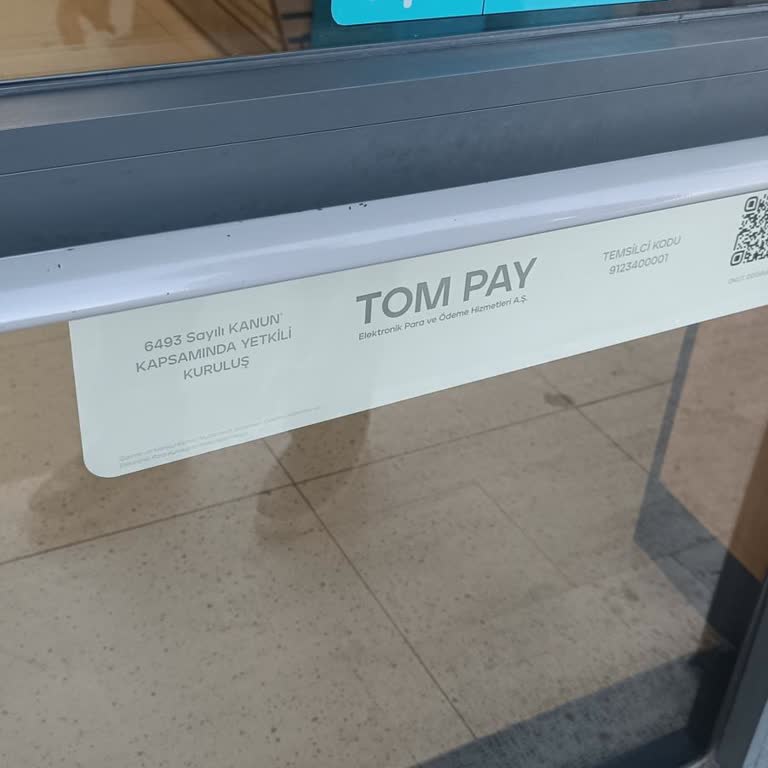 6493 Sayılı KANUN*
KAPSAMINDA YETKİLİ
KURULUŞ
TOM PAY
Elektronik Para ve Ödeme Hizmetleri A.Ş.
TEMSİLCİ KODU
9123400001